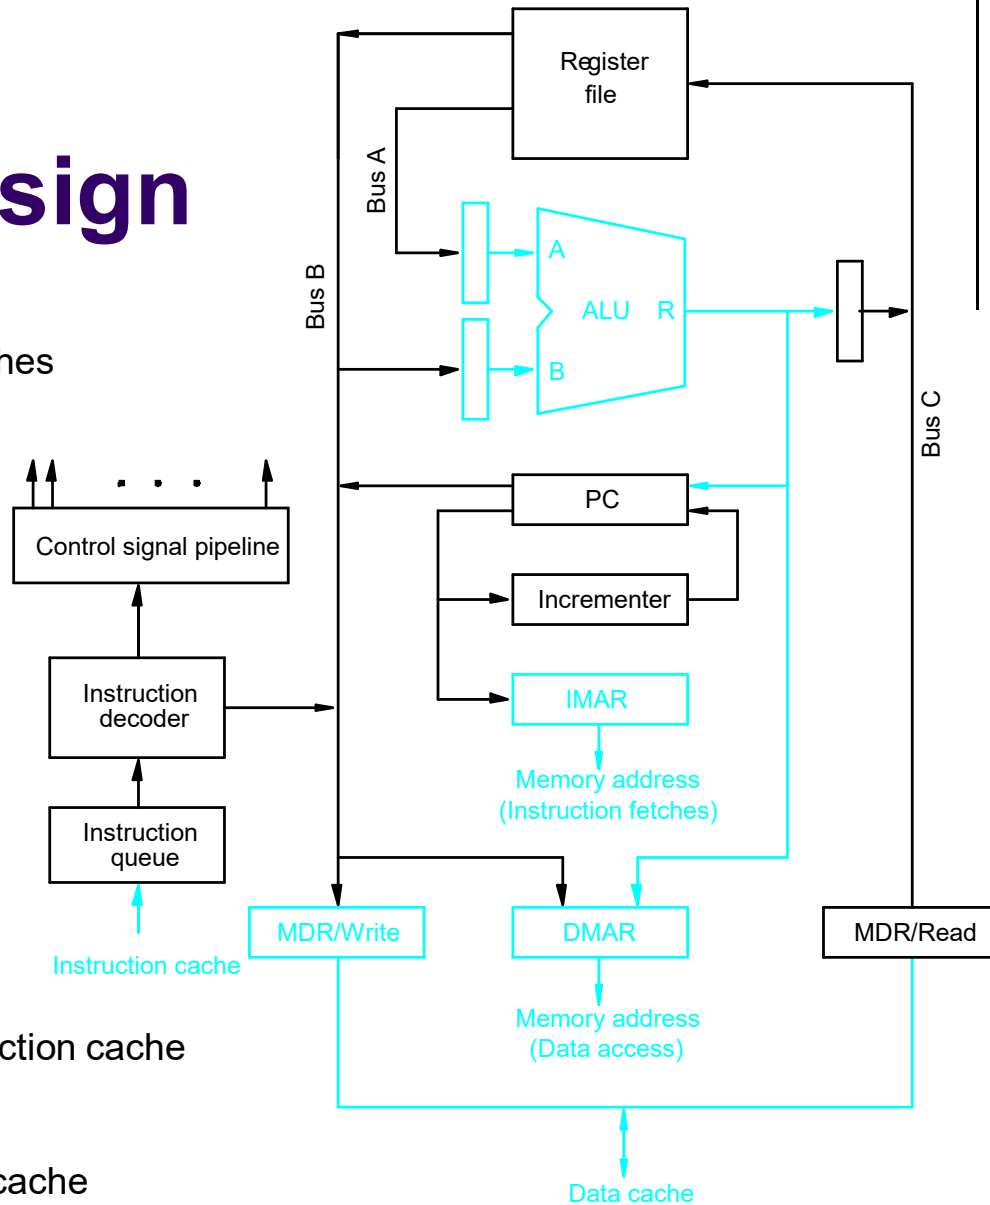 Register
file
sign
Bus A
Bus B
A
ALU R
B
hes
Bus C
. . .
PC
Control signal pipeline
Incrementer
Instruction
decoder
IMAR
Memory address
(Instruction fetches)
Instruction
queue
MDR/Write
DMAR
MDR/Read
Instruction cache
Memory address
(Data access)
ction cache
cache
Data cache